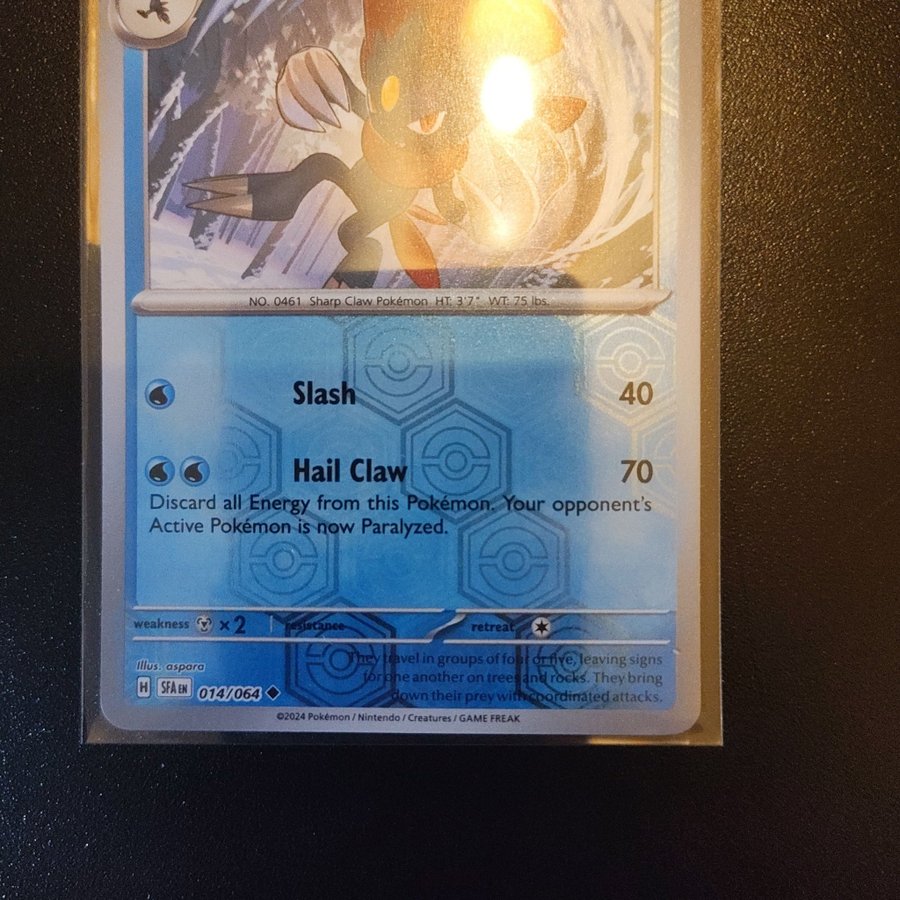 NO. 0461 Sharp Claw Pokémon HT: 3'7" WT: 75 lbs.
Slash 40
Hail Claw 70
Discard all Energy from this Pokémon. Your opponent's
Active Pokémon is now Paralyzed.
weakness ×2 resistance retreat
Illus. aspara
They travel in groups of four or five, leaving signs
for one another on trees and rocks. They bring
down their prey with coordinated attacks.
H SFA EN 014/064
©2024 Pokémon / Nintendo / Creatures / GAME FREAK